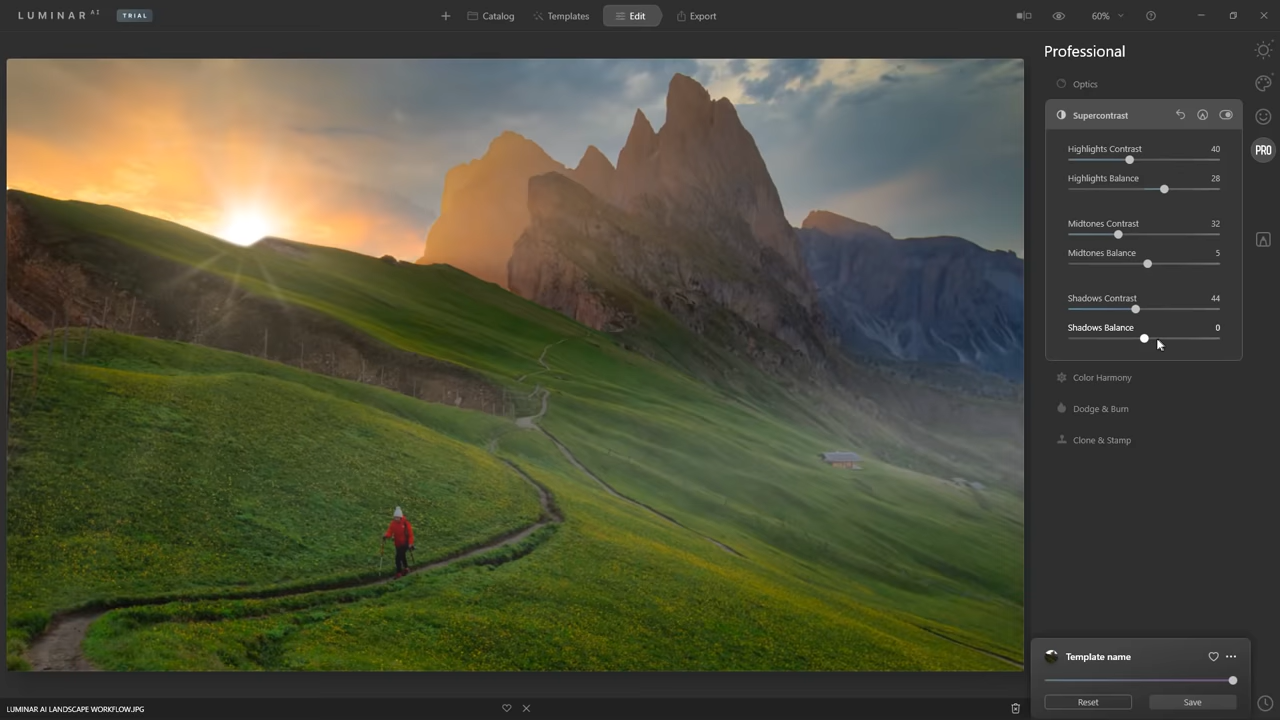 LUMINAR AI TRIAL
Catalog Templates Edit Export
60%
Professional
Optics
Supercontrast
Highlights Contrast 40
Highlights Balance 28
Midtones Contrast 32
Midtones Balance 5
Shadows Contrast 44
Shadows Balance 0
Color Harmony
Dodge & Burn
Clone & Stamp
PRO
Template name
Reset Save
LUMINAR AI LANDSCAPE WORKFLOW.JPG